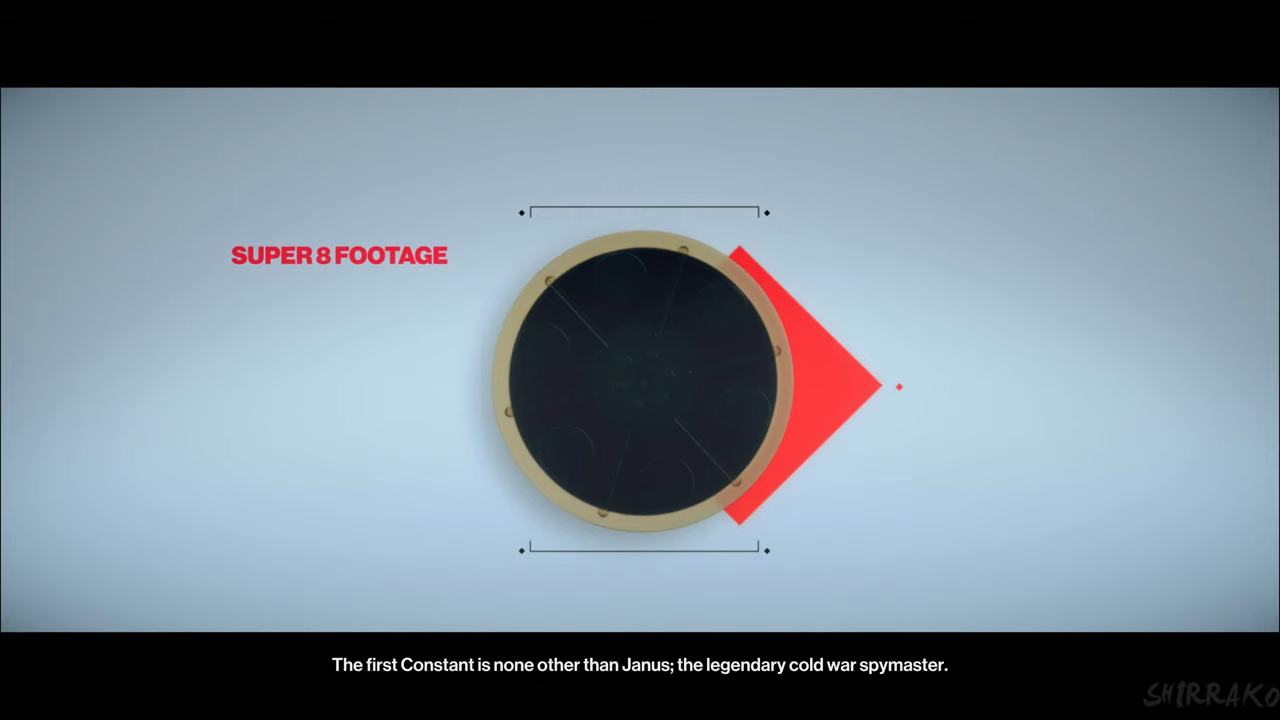 SUPER 8 FOOTAGE
The first Constant is none other than Janus; the legendary cold war spymaster.
SHIRRAKO